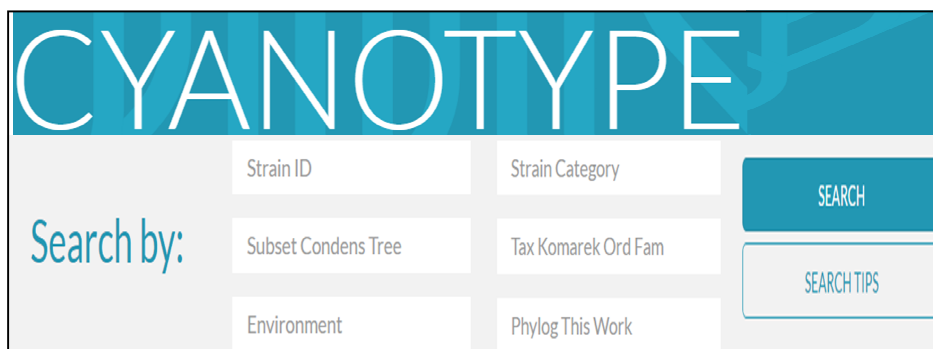 CYANOTYPE
Search by:
Strain ID
Strain Category
Subset Condens Tree
Tax Komarek Ord Fam
Environment
Phylog This Work
SEARCH
SEARCH TIPS